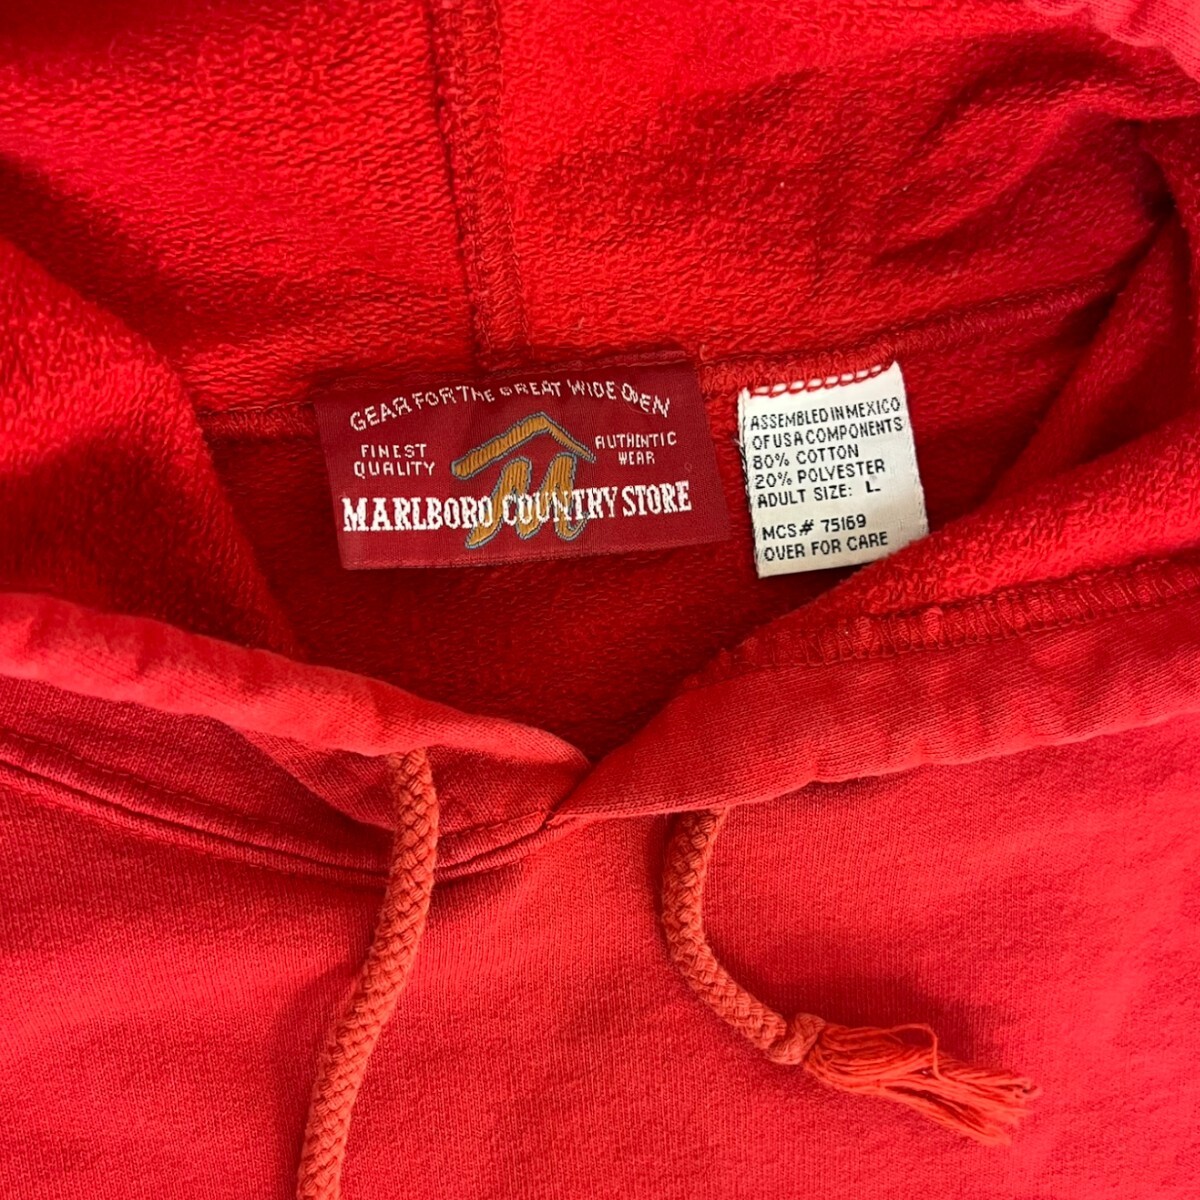 GEAR FOR THE GREAT WIDE OPEN
FINEST
QUALITY
AUTHENTIC
WEAR
M
MARLBORO COUNTRY STORE
ASSEMBLED IN MEXICO
OF USA COMPONENTS
80% COTTON
20% POLYESTER
ADULT SIZE: L
MCS# 75169
OVER FOR CARE